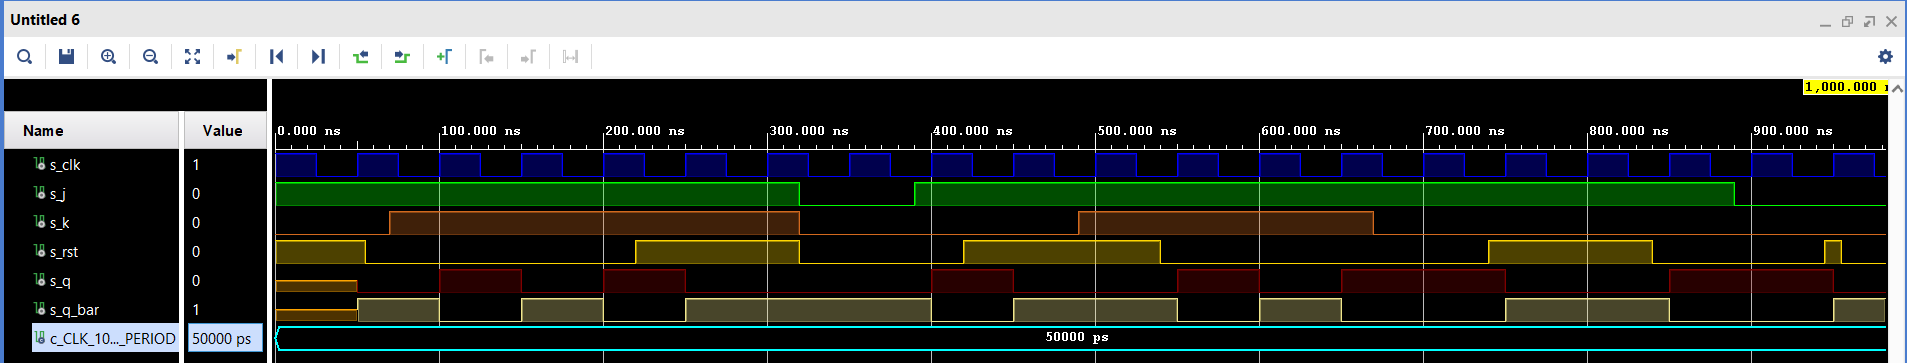 Untitled 6
1,000.000
Name Value
0.000 ns 100.000 ns 200.000 ns 300.000 ns 400.000 ns 500.000 ns 600.000 ns 700.000 ns 800.000 ns 900.000 ns
s_clk 1
s_j 0
s_k 0
s_rst 0
s_q 0
s_q_bar 1
c_CLK_10..._PERIOD 50000 ps 50000 ps